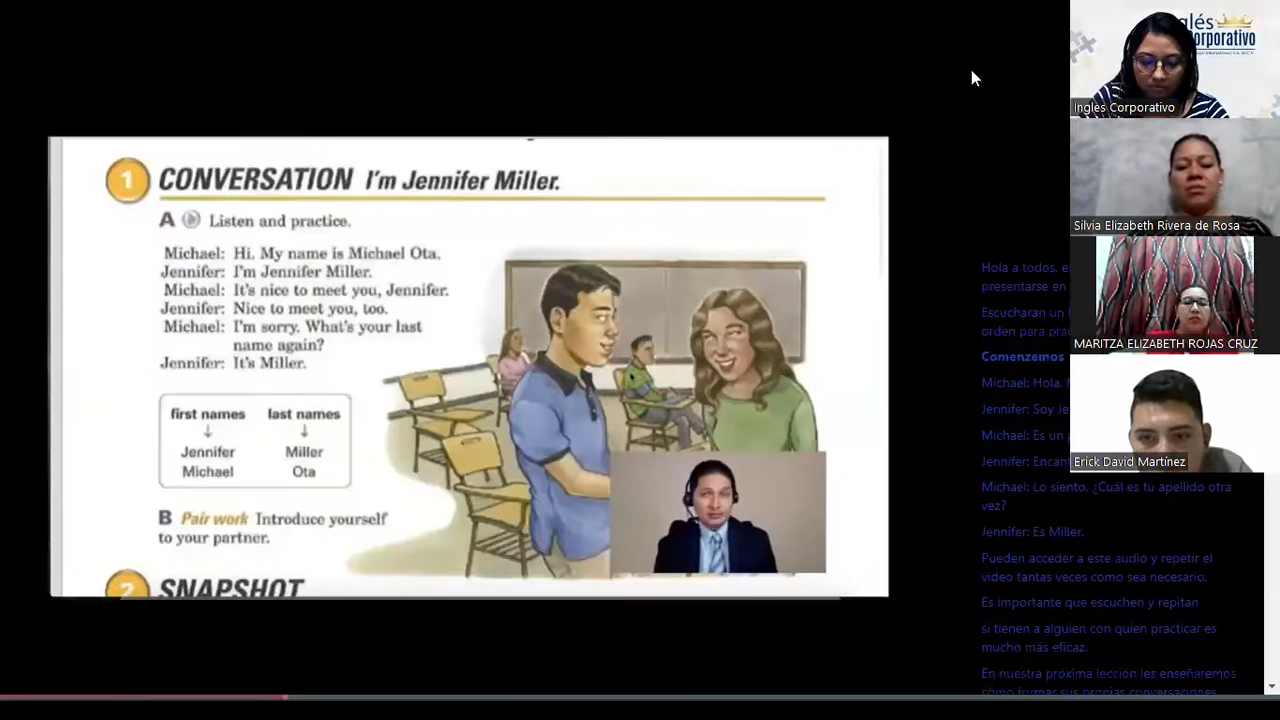 1 CONVERSATION I'm Jennifer Miller.
A Listen and practice.
Michael: Hi. My name is Michael Ota.
Jennifer: I'm Jennifer Miller.
Michael: It's nice to meet you, Jennifer.
Jennifer: Nice to meet you, too.
Michael: I'm sorry. What's your last
name again?
Jennifer: It's Miller.
first names last names
↓ ↓
Jennifer Miller
Michael Ota
B Pair work Introduce yourself
to your partner.
2 SNAPSHOT
Hola a todos, e
presentarse en
Escucharan un
orden para pra
Comenzemos
Michael: Hola.
Jennifer: Soy Je
Michael: Es un
Jennifer: Encan
Michael: Lo siento, ¿Cuál es tu apellido otra
vez?
Jennifer: Es Miller.
Pueden acceder a este audio y repetir el
video tantas veces como sea necesario.
Es importante que escuchen y repitan
si tienen a alguien con quien practicar es
mucho más eficaz.
En nuestra próxima lección les enseñaremos
cómo formar sus propias conversaciones
glés
Corporativo
Ingles Corporativo
Silvia Elizabeth Rivera de Rosa
MARITZA ELIZABETH ROJAS CRUZ
Erick David Martínez